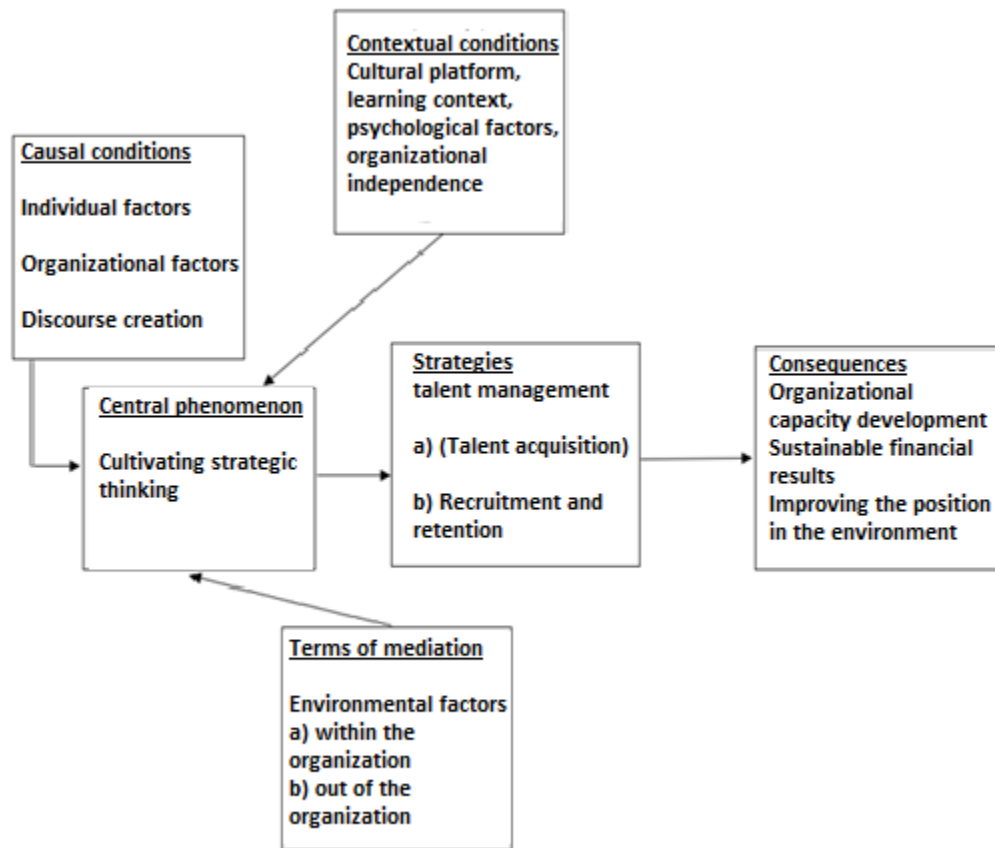 Contextual conditions
Cultural platform,
learning context,
psychological factors,
organizational
independence
Causal conditions
Individual factors
Organizational factors
Discourse creation
Central phenomenon
Cultivating strategic
thinking
Strategies
talent management
a) (Talent acquisition)
b) Recruitment and
retention
Consequences
Organizational
capacity development
Sustainable financial
results
Improving the position
in the environment
Terms of mediation
Environmental factors
a) within the
organization
b) out of the
organization